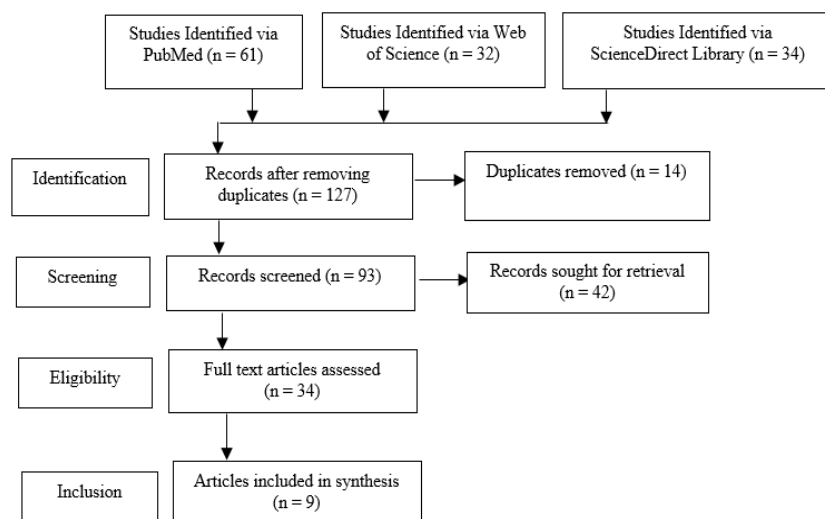 Studies Identified via
PubMed (n = 61)
Studies Identified via Web
of Science (n = 32)
Studies Identified via
ScienceDirect Library (n = 34)
Identification
Records after removing
duplicates (n = 127)
Duplicates removed (n = 14)
Screening
Records screened (n = 93)
Records sought for retrieval
(n = 42)
Eligibility
Full text articles assessed
(n = 34)
Inclusion
Articles included in synthesis
(n = 9)